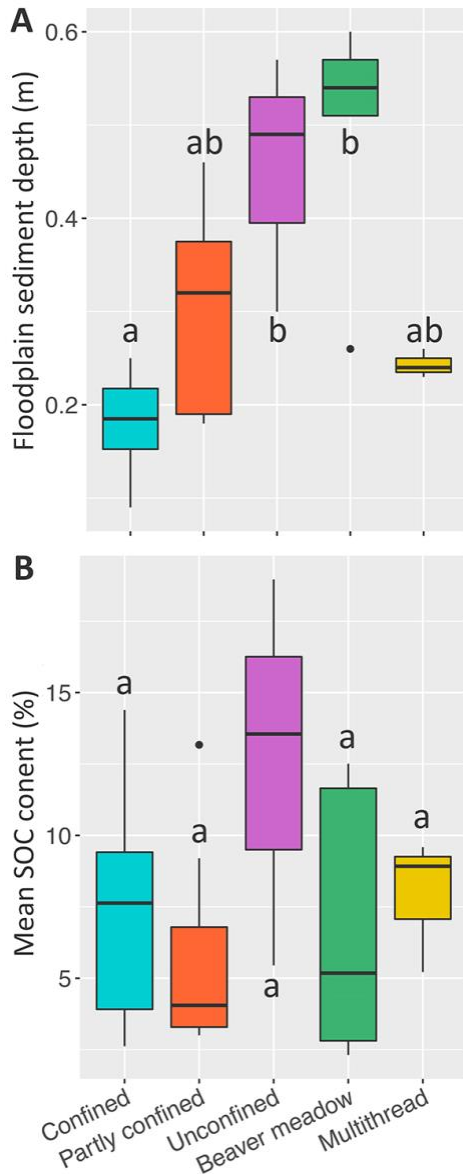 A
Floodplain sediment depth (m)
0.6
0.4
0.2
a
ab
b
b
ab
B
Mean SOC conent (%)
15
10
5
a
a
a
a
a
Confined
Partly confined
Unconfined
Beaver meadow
Multithread